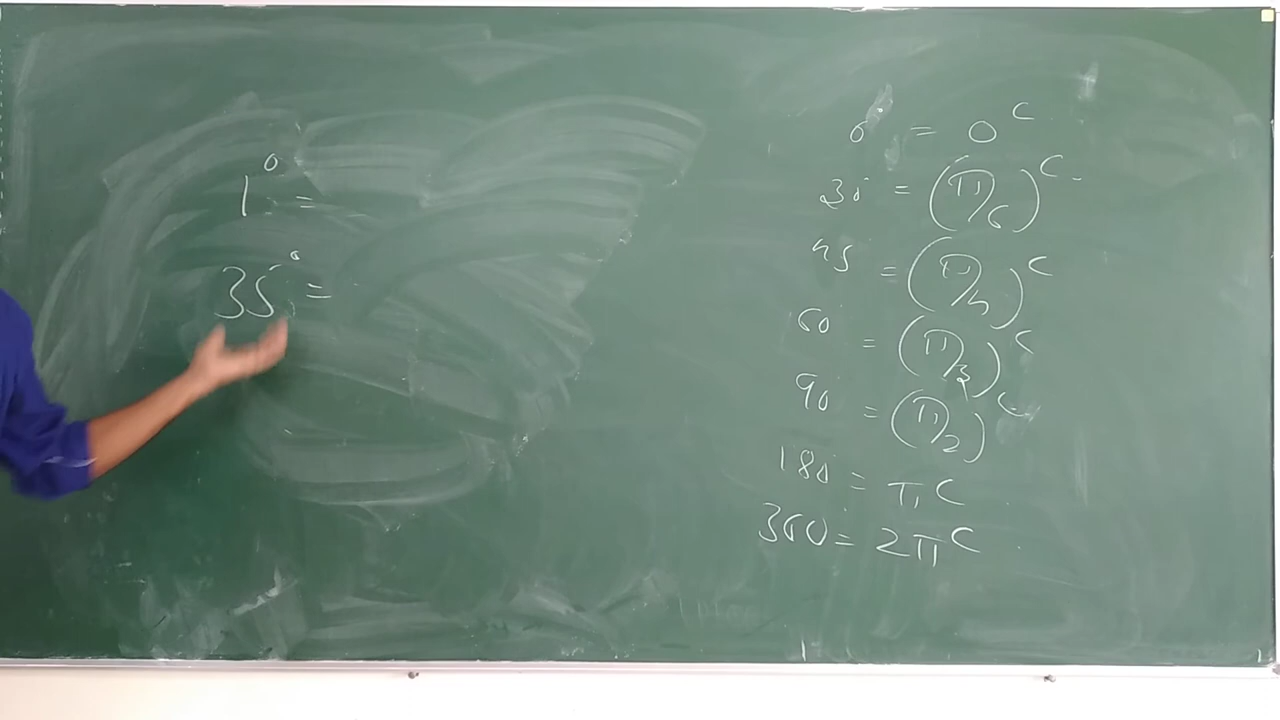 1° =
35° =
0° = 0^c
30° = (π/6)^c
45 = (π/4)^c
60 = (π/3)^c
90 = (π/2)^c
180 = π^c
360 = 2π^c